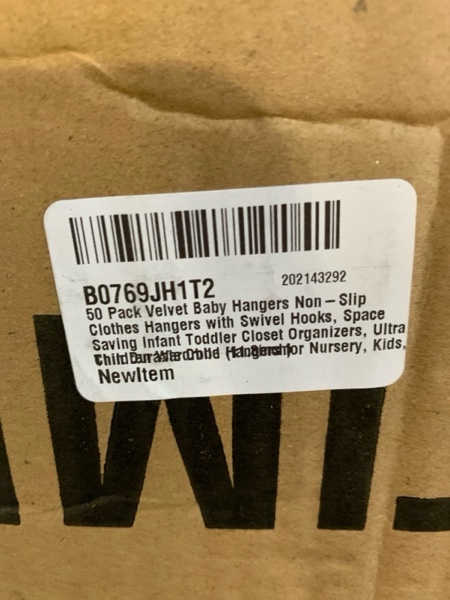 B0769JH1T2
202143292
50 Pack Velvet Baby Hangers Non-Slip
Clothes Hangers with Swivel Hooks, Space
Saving Infant Toddler Closet Organizers, Ultra
for Nursery, Kids,
NewItem